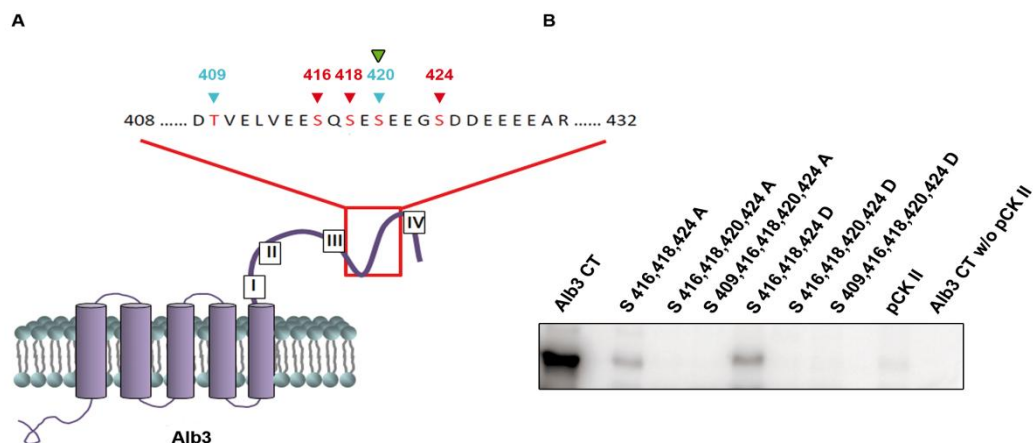 A
B
409 416 418 420 424
408 ...... D T V E L V E E S Q S E S E E G S D D E E E E A R ...... 432
I
II
III
IV
Alb3
Alb3 CT
S 416,418,424 A
S 416,418,420,424 A
S 409,416,418,420,424 A
S 416,418,424 D
S 416,418,420,424 D
S 409,416,418,420,424 D
pCK II
Alb3 CT w/o pCK II